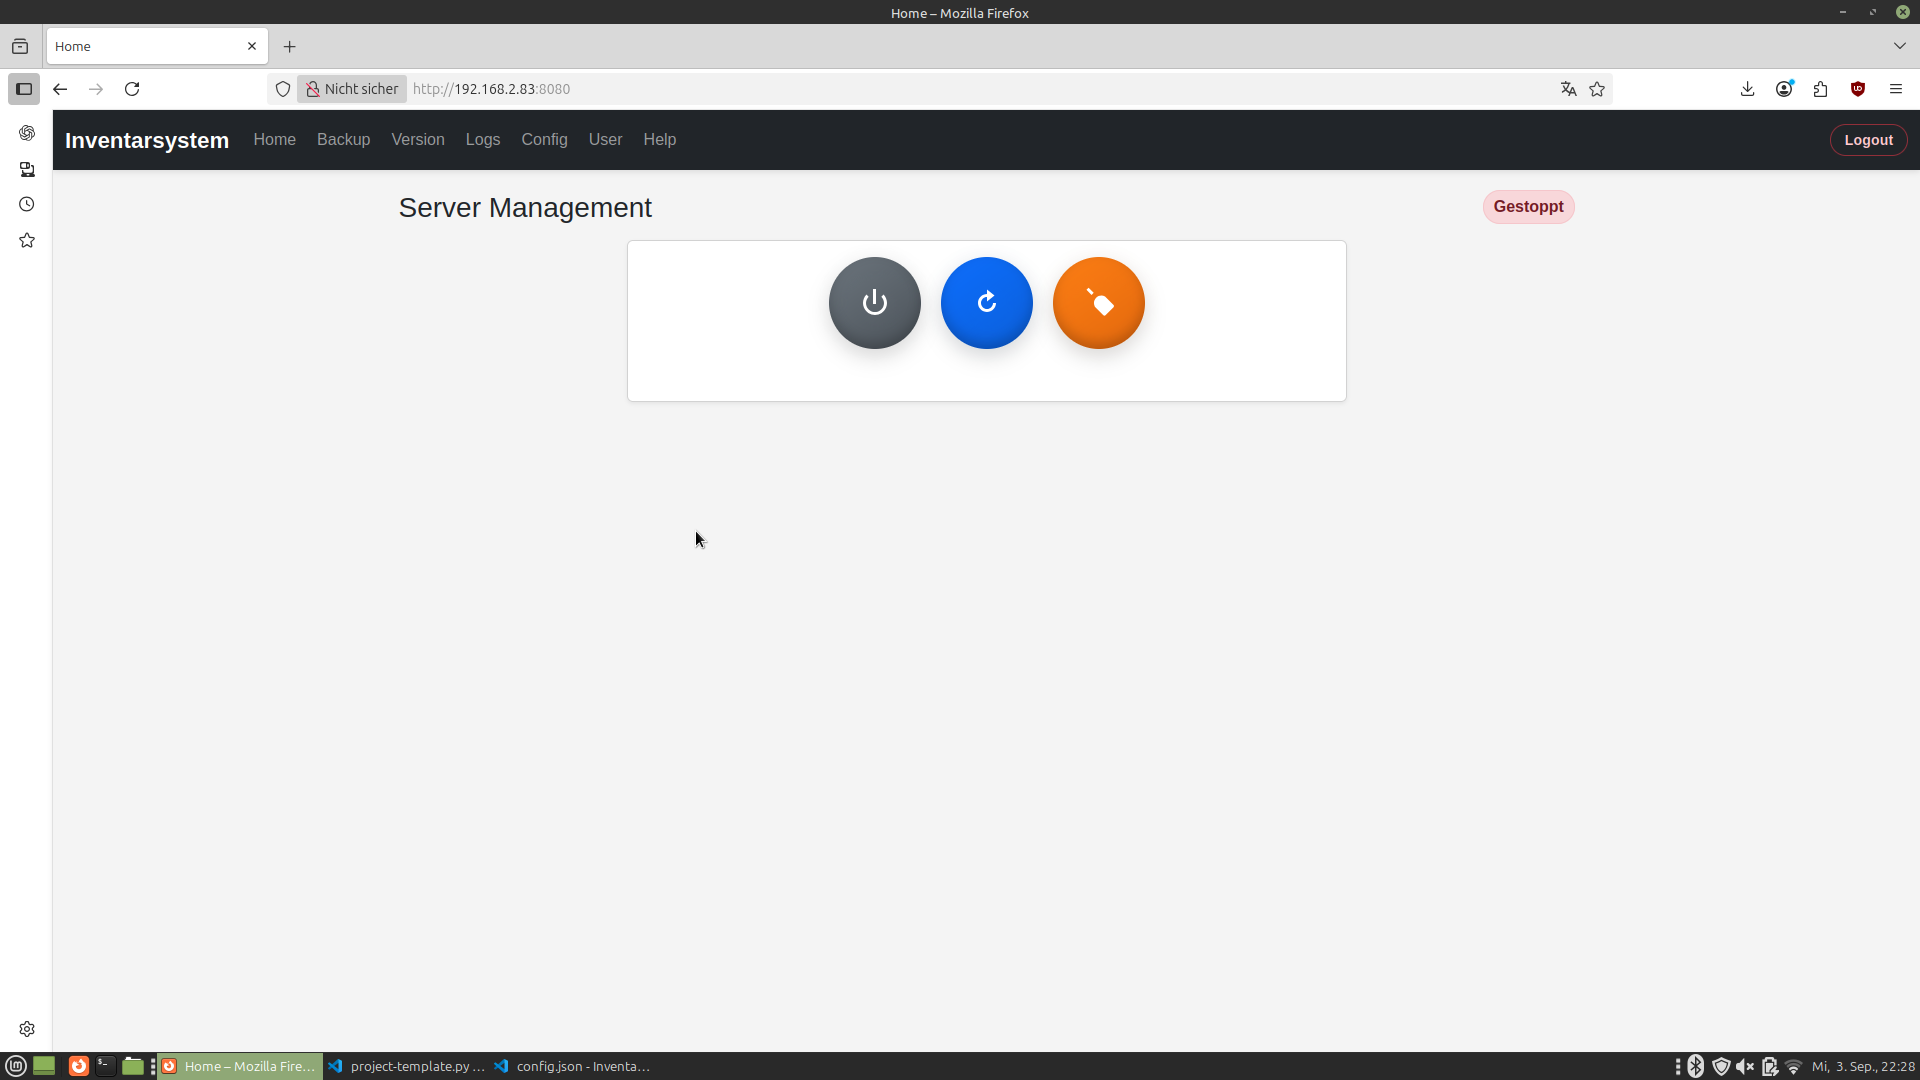 Home – Mozilla Firefox
Home
Nicht sicher http://192.168.2.83:8080
Inventarsystem Home Backup Version Logs Config User Help Logout
Server Management Gestoppt
Home – Mozilla Fire… project-template.py … config.json - Inventa… Mi, 3. Sep., 22:28